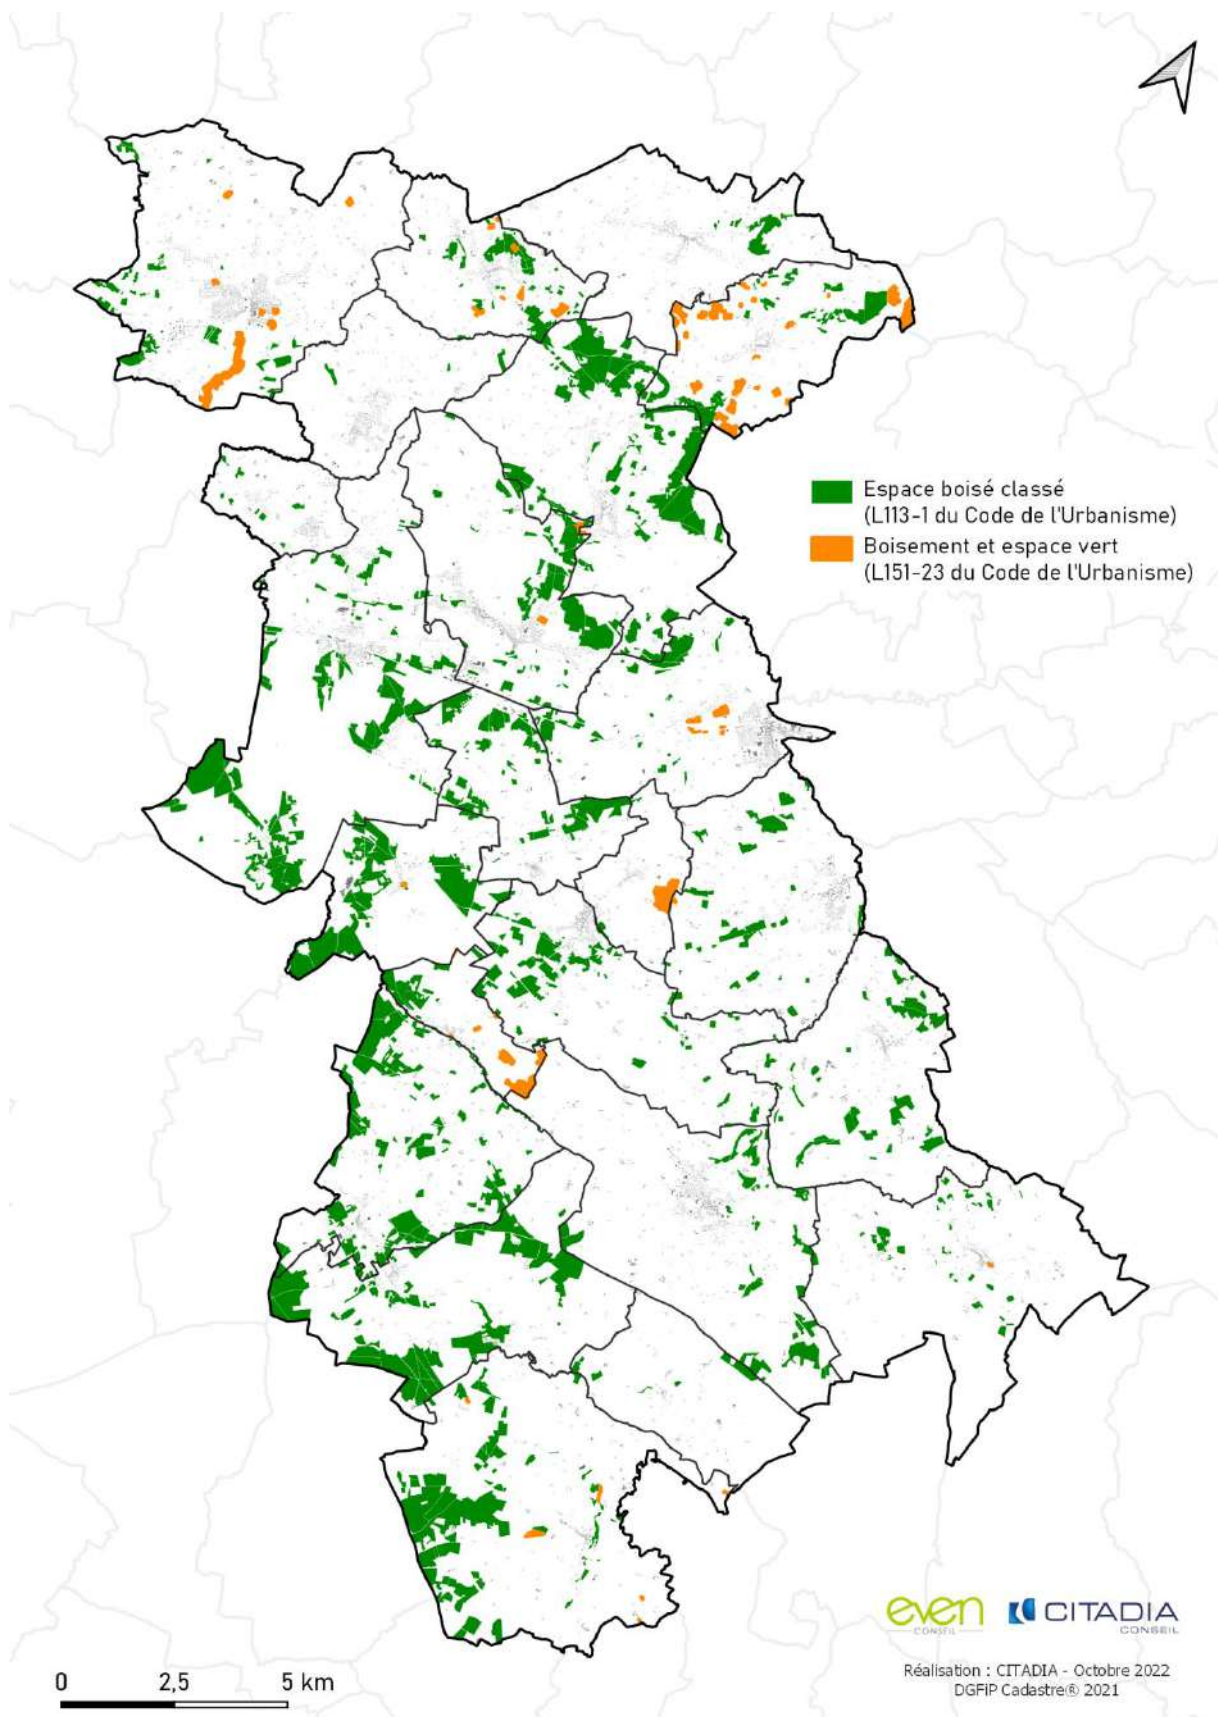 Espace boisé classé
(L113-1 du Code de l'Urbanisme)
Boisement et espace vert
(L151-23 du Code de l'Urbanisme)
even
CONSEIL
CITADIA
CONSEIL
Réalisation : CITADIA - Octobre 2022
DGFiP Cadastre® 2021
0 2,5 5 km